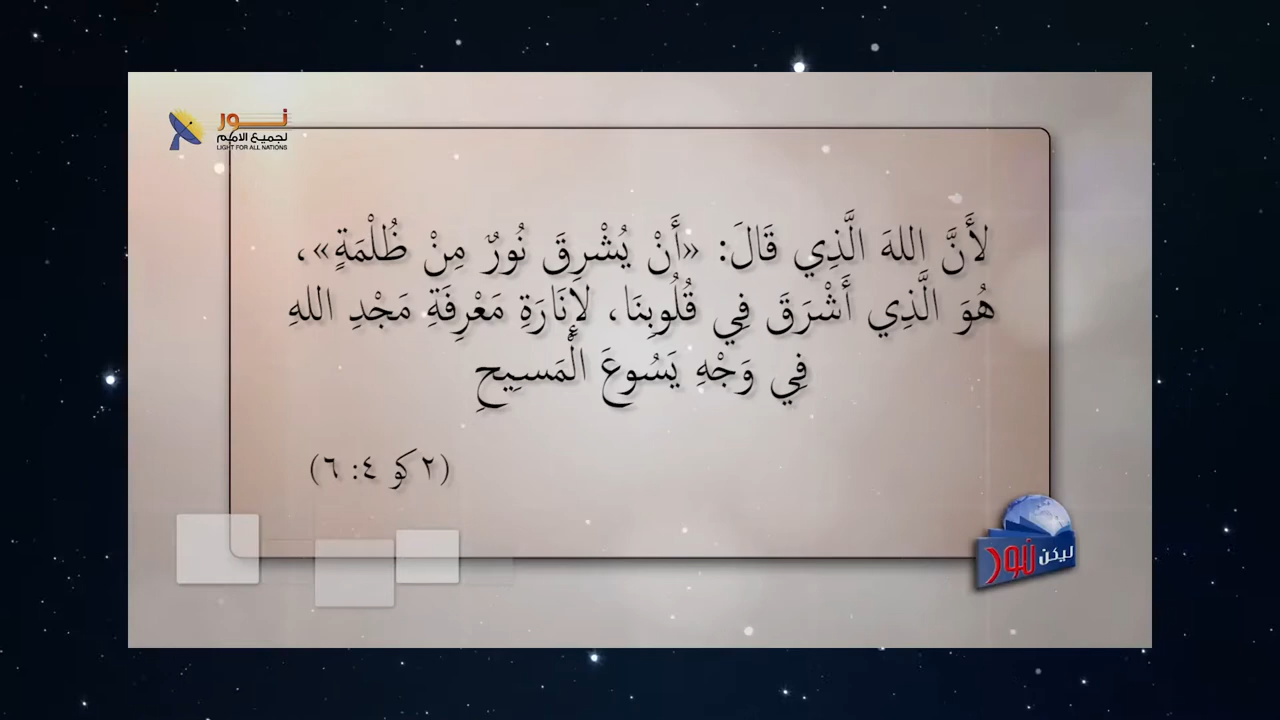 نور
لجميع الامم
LIGHT FOR ALL NATIONS
لأَنَّ اللهَ الَّذِي قَالَ: «أَنْ يُشْرِقَ نُورٌ مِنْ ظُلْمَةٍ»،
هُوَ الَّذِي أَشْرَقَ فِي قُلُوبِنَا، لإِنَارَةِ مَعْرِفَةِ مَجْدِ اللهِ
فِي وَجْهِ يَسُوعَ الْمَسِيحِ
(٢ كو ٤: ٦)
ليكن نور